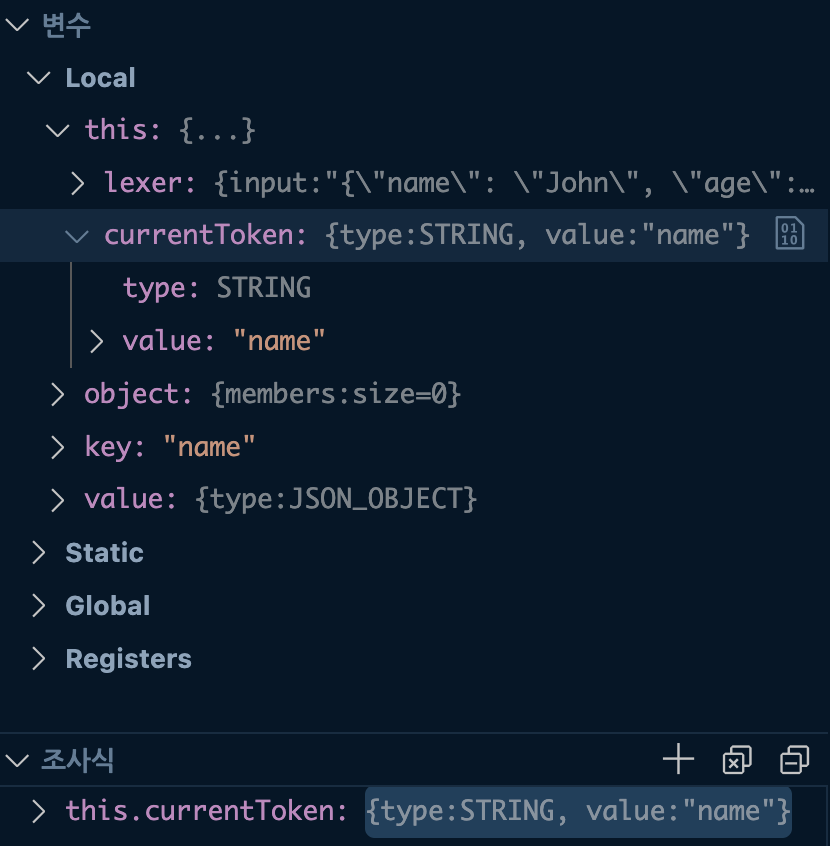 변수
Local
this: {...}
lexer: {input:"{\"name\": \"John\", \"age\":…
currentToken: {type:STRING, value:"name"}
type: STRING
value: "name"
object: {members:size=0}
key: "name"
value: {type:JSON_OBJECT}
Static
Global
Registers
조사식
this.currentToken: {type:STRING, value:"name"}